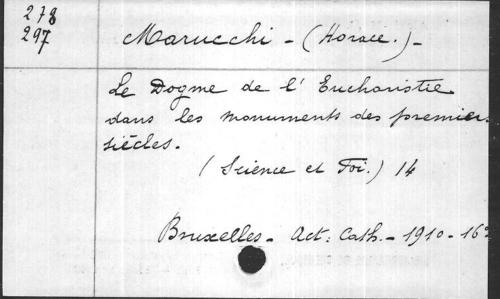 278
297
Marucchi - (Horace.) -
Le Dogme de l' Eucharistie
dans les monuments des premiers
siècles.
(Science et Foi.) 14
Bruxelles - Act: Cath. - 1910 - 16º